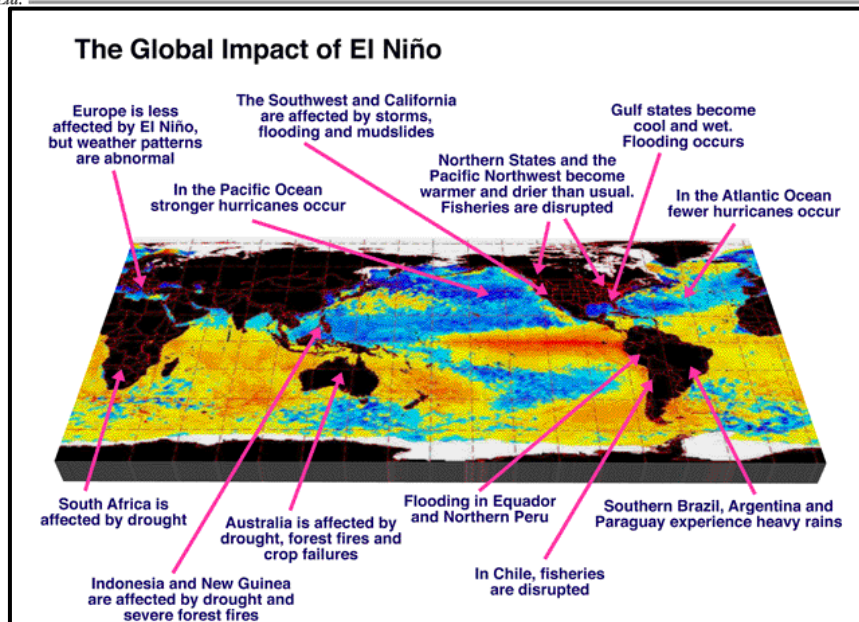 The Global Impact of El Niño
Europe is less
affected by El Niño,
but weather patterns
are abnormal
The Southwest and California
are affected by storms,
flooding and mudslides
Gulf states become
cool and wet.
Flooding occurs
In the Pacific Ocean
stronger hurricanes occur
Northern States and the
Pacific Northwest become
warmer and drier than usual.
Fisheries are disrupted
In the Atlantic Ocean
fewer hurricanes occur
South Africa is
affected by drought
Australia is affected by
drought, forest fires and
crop failures
Indonesia and New Guinea
are affected by drought and
severe forest fires
Flooding in Equador
and Northern Peru
In Chile, fisheries
are disrupted
Southern Brazil, Argentina and
Paraguay experience heavy rains